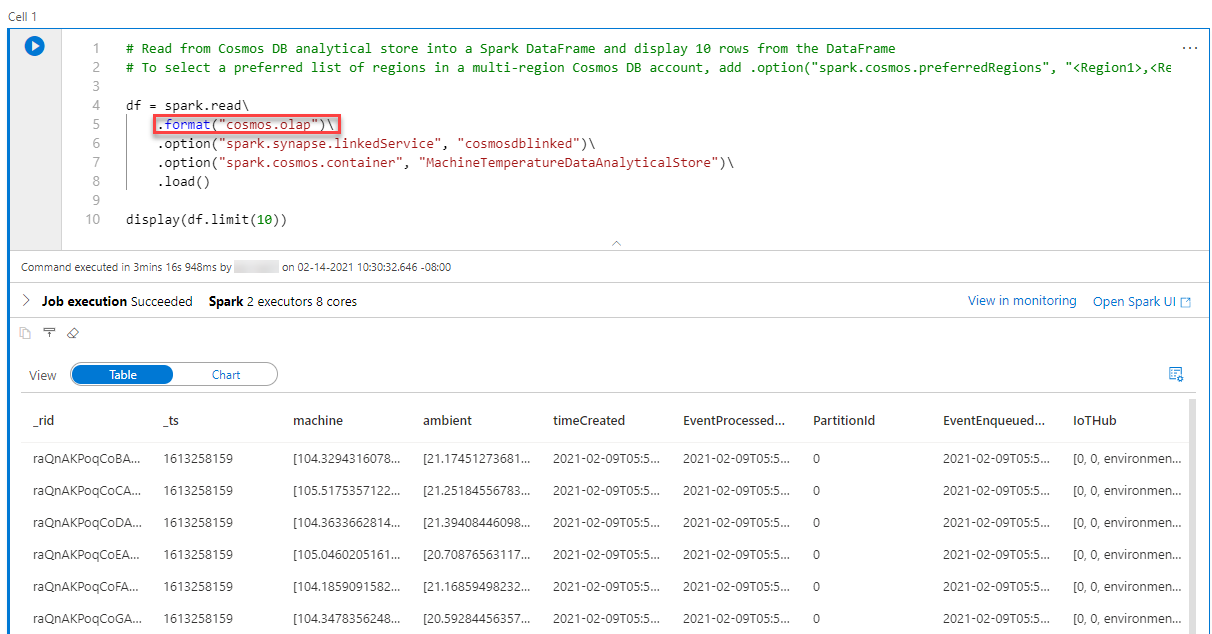 Cell 1
1 # Read from Cosmos DB analytical store into a Spark DataFrame and display 10 rows from the DataFrame
2 # To select a preferred list of regions in a multi-region Cosmos DB account, add .option("spark.cosmos.preferredRegions", "<Region1>,<Re
3
4 df = spark.read\
5 .format("cosmos.olap")\
6 .option("spark.synapse.linkedService", "cosmosdblinked")\
7 .option("spark.cosmos.container", "MachineTemperatureDataAnalyticalStore")\
8 .load()
9
10 display(df.limit(10))
Command executed in 3mins 16s 948ms by on 02-14-2021 10:30:32.646 -08:00
Job execution Succeeded Spark 2 executors 8 cores View in monitoring Open Spark UI
View Table Chart
_rid _ts machine ambient timeCreated EventProcessed... PartitionId EventEnqueued... IoTHub
raQnAKPoqCoBA... 1613258159 [104.3294316078... [21.17451273681... 2021-02-09T05:5... 2021-02-09T05:5... 0 2021-02-09T05:5... [0, 0, environmen...
raQnAKPoqCoCA... 1613258159 [105.5175357122... [21.25184556783... 2021-02-09T05:5... 2021-02-09T05:5... 0 2021-02-09T05:5... [0, 0, environmen...
raQnAKPoqCoDA... 1613258159 [104.3633662814... [21.39408446098... 2021-02-09T05:5... 2021-02-09T05:5... 0 2021-02-09T05:5... [0, 0, environmen...
raQnAKPoqCoEA... 1613258159 [105.0460205161... [20.70876563117... 2021-02-09T05:5... 2021-02-09T05:5... 0 2021-02-09T05:5... [0, 0, environmen...
raQnAKPoqCoFA... 1613258159 [104.1859091582... [21.16859498232... 2021-02-09T05:5... 2021-02-09T05:5... 0 2021-02-09T05:5... [0, 0, environmen...
raQnAKPoqCoGA... 1613258159 [104.3478356248... [20.59284456357... 2021-02-09T05:5... 2021-02-09T05:5... 0 2021-02-09T05:5... [0, 0, environmen...